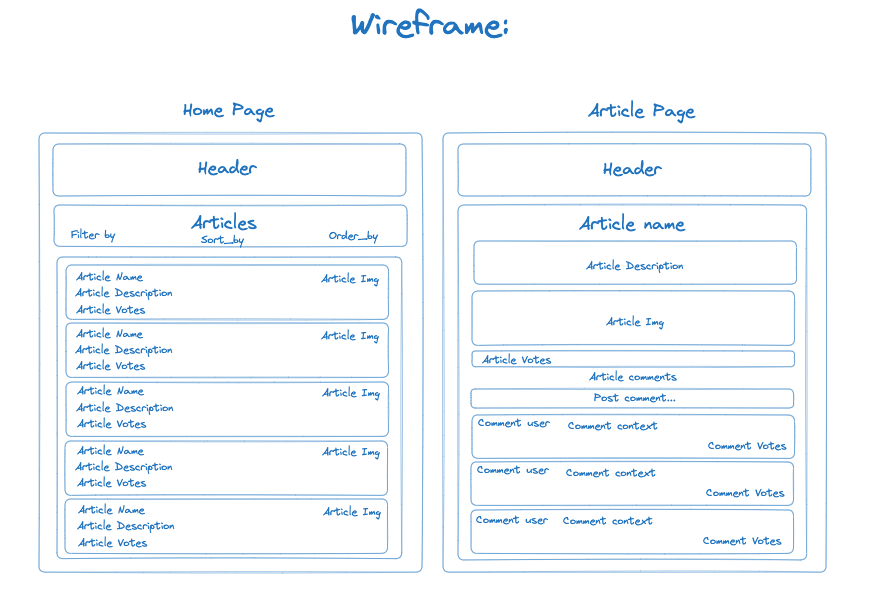 Wireframe:
Home Page
Header
Articles
Filter by Sort_by Order_by
Article Name Article Img
Article Description
Article Votes
Article Name Article Img
Article Description
Article Votes
Article Name Article Img
Article Description
Article Votes
Article Name Article Img
Article Description
Article Votes
Article Name Article Img
Article Description
Article Votes
Article Page
Header
Article name
Article Description
Article Img
Article Votes
Article comments
Post comment...
Comment user Comment context
Comment Votes
Comment user Comment context
Comment Votes
Comment user Comment context
Comment Votes